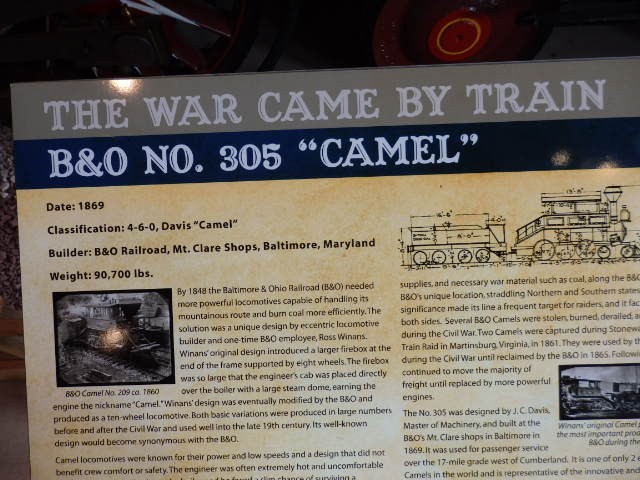 THE WAR CAME BY TRAIN
B&O NO. 305 "CAMEL"
Date: 1869
Classification: 4-6-0, Davis "Camel"
Builder: B&O Railroad, Mt. Clare Shops, Baltimore, Maryland
Weight: 90,700 lbs.
By 1848 the Baltimore & Ohio Railroad (B&O) needed
more powerful locomotives capable of handling its
mountainous route and burn coal more efficiently. The
solution was a unique design by eccentric locomotive
builder and one-time B&O employee, Ross Winans.
Winans' original design introduced a larger firebox at the
end of the frame supported by eight wheels. The firebox
was so large that the engineer's cab was placed directly
over the boiler with a large steam dome, earning the
engine the nickname "Camel." Winans' design was eventually modified by the B&O and
produced as a ten-wheel locomotive. Both basic variations were produced in large numbers
before and after the Civil War and used well into the late 19th century. Its well-known
design would become synonymous with the B&O.
B&O Camel No. 209 ca. 1860
Camel locomotives were known for their power and low speeds and a design that did not
benefit crew comfort or safety. The engineer was often extremely hot and uncomfortable
supplies, and necessary war material such as coal, along the B&O
B&O's unique location, straddling Northern and Southern states
significance made its line a frequent target for raiders, and it
both sides. Several B&O Camels were stolen, burned, derailed,
during the Civil War. Two Camels were captured during
Train Raid in Martinsburg, Virginia, in 1861. They were used by
during the Civil War until reclaimed by the B&O in 1865.
continued to move the majority of
freight until replaced by more powerful
engines.
The No. 305 was designed by J. C. Davis,
Master of Machinery, and built at the
B&O's Mt. Clare shops in Baltimore in
1869. It was used for passenger service
over the 17-mile grade west of Cumberland. It is one of only 2
Camels in the world and is representative of the innovative and
Winans' original Camel
the most important
B&O during the